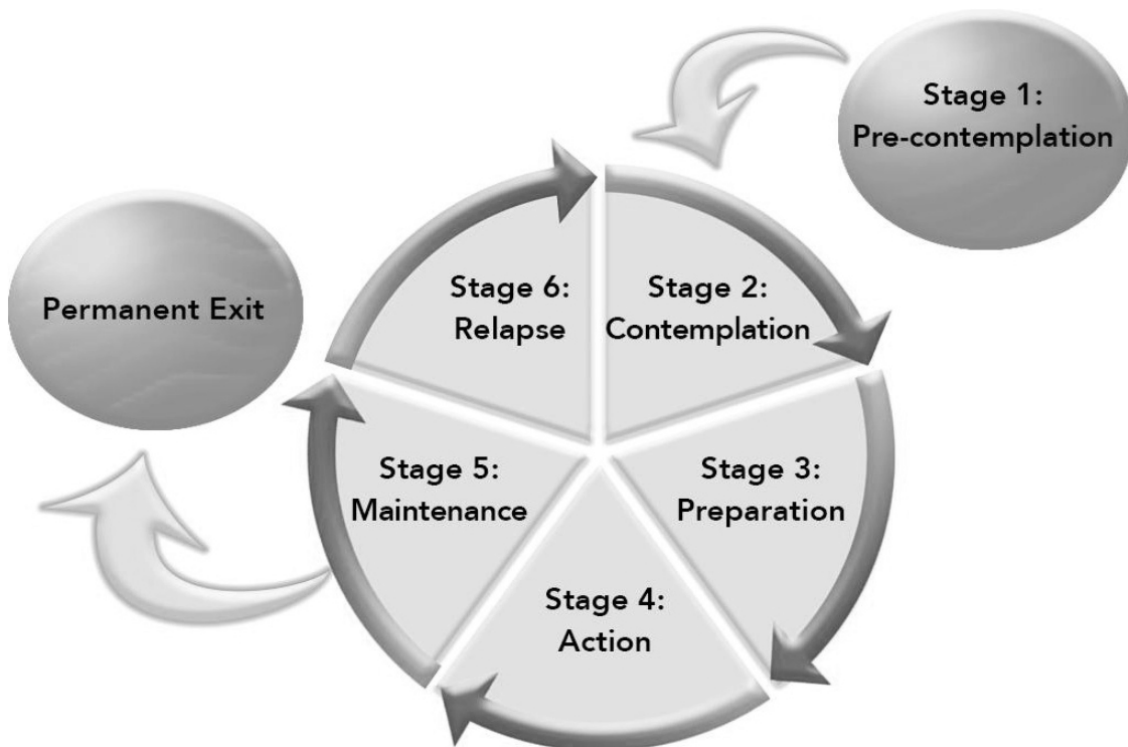 Stage 1:
Pre-contemplation
Stage 2:
Contemplation
Stage 3:
Preparation
Stage 4:
Action
Stage 5:
Maintenance
Stage 6:
Relapse
Permanent Exit